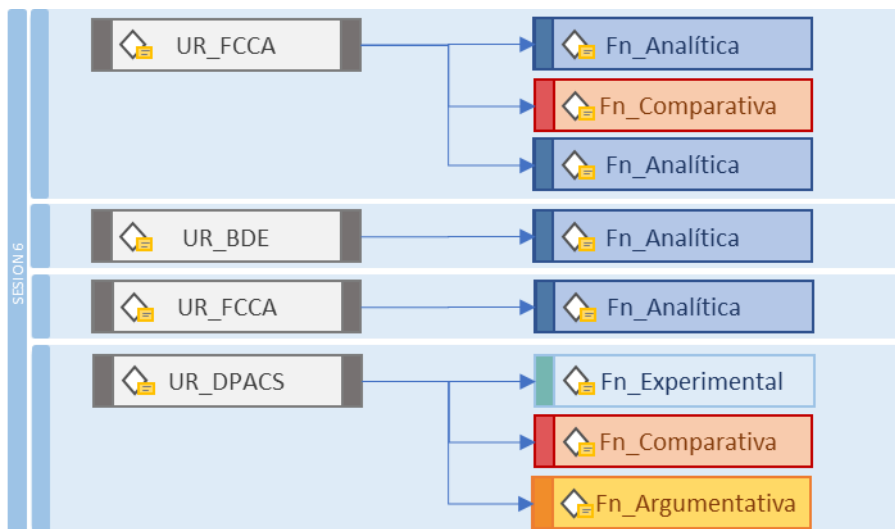 SESION 6
UR_FCCA
Fn_Analítica
Fn_Comparativa
Fn_Analítica
UR_BDE
Fn_Analítica
UR_FCCA
Fn_Analítica
UR_DPACS
Fn_Experimental
Fn_Comparativa
Fn_Argumentativa